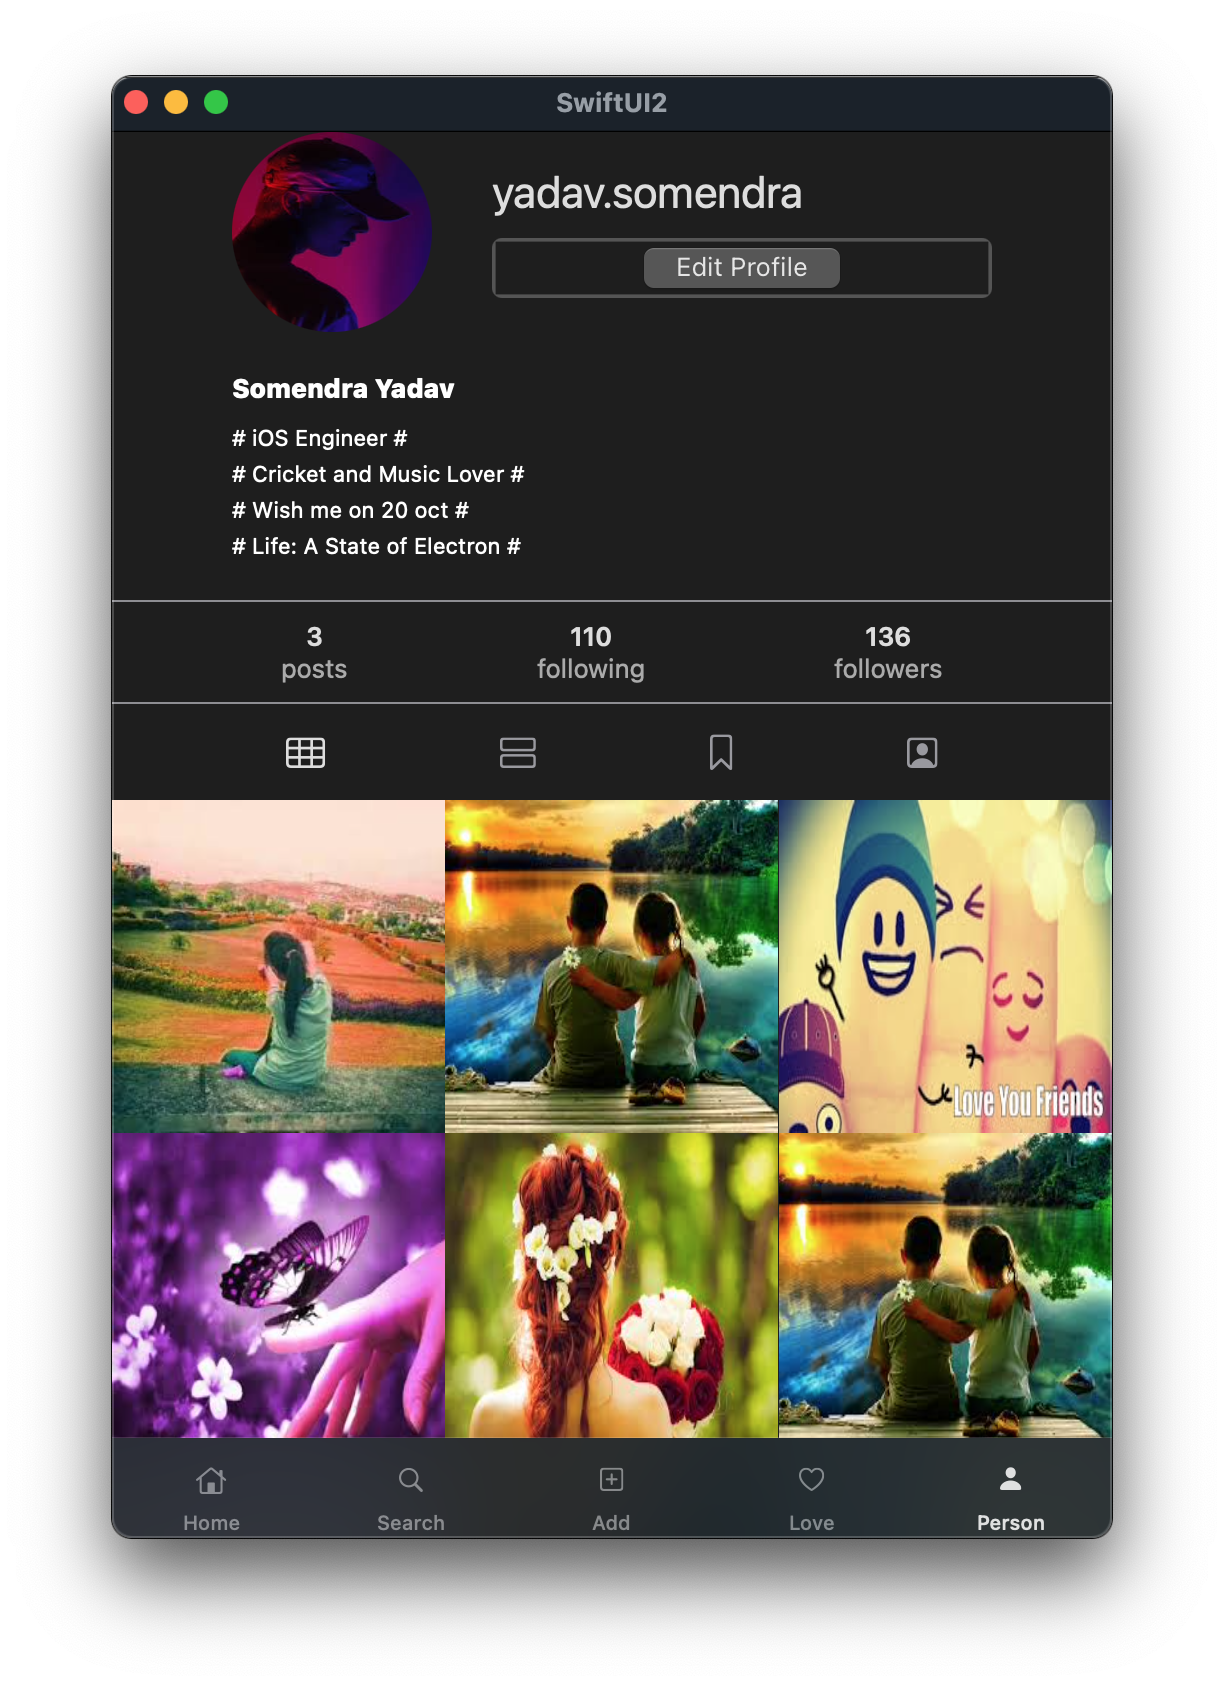 SwiftUI2
yadav.somendra
Edit Profile
Somendra Yadav
# iOS Engineer #
# Cricket and Music Lover #
# Wish me on 20 oct #
# Life: A State of Electron #
3 110 136
posts following followers
Love You Friends
Home Search Add Love Person